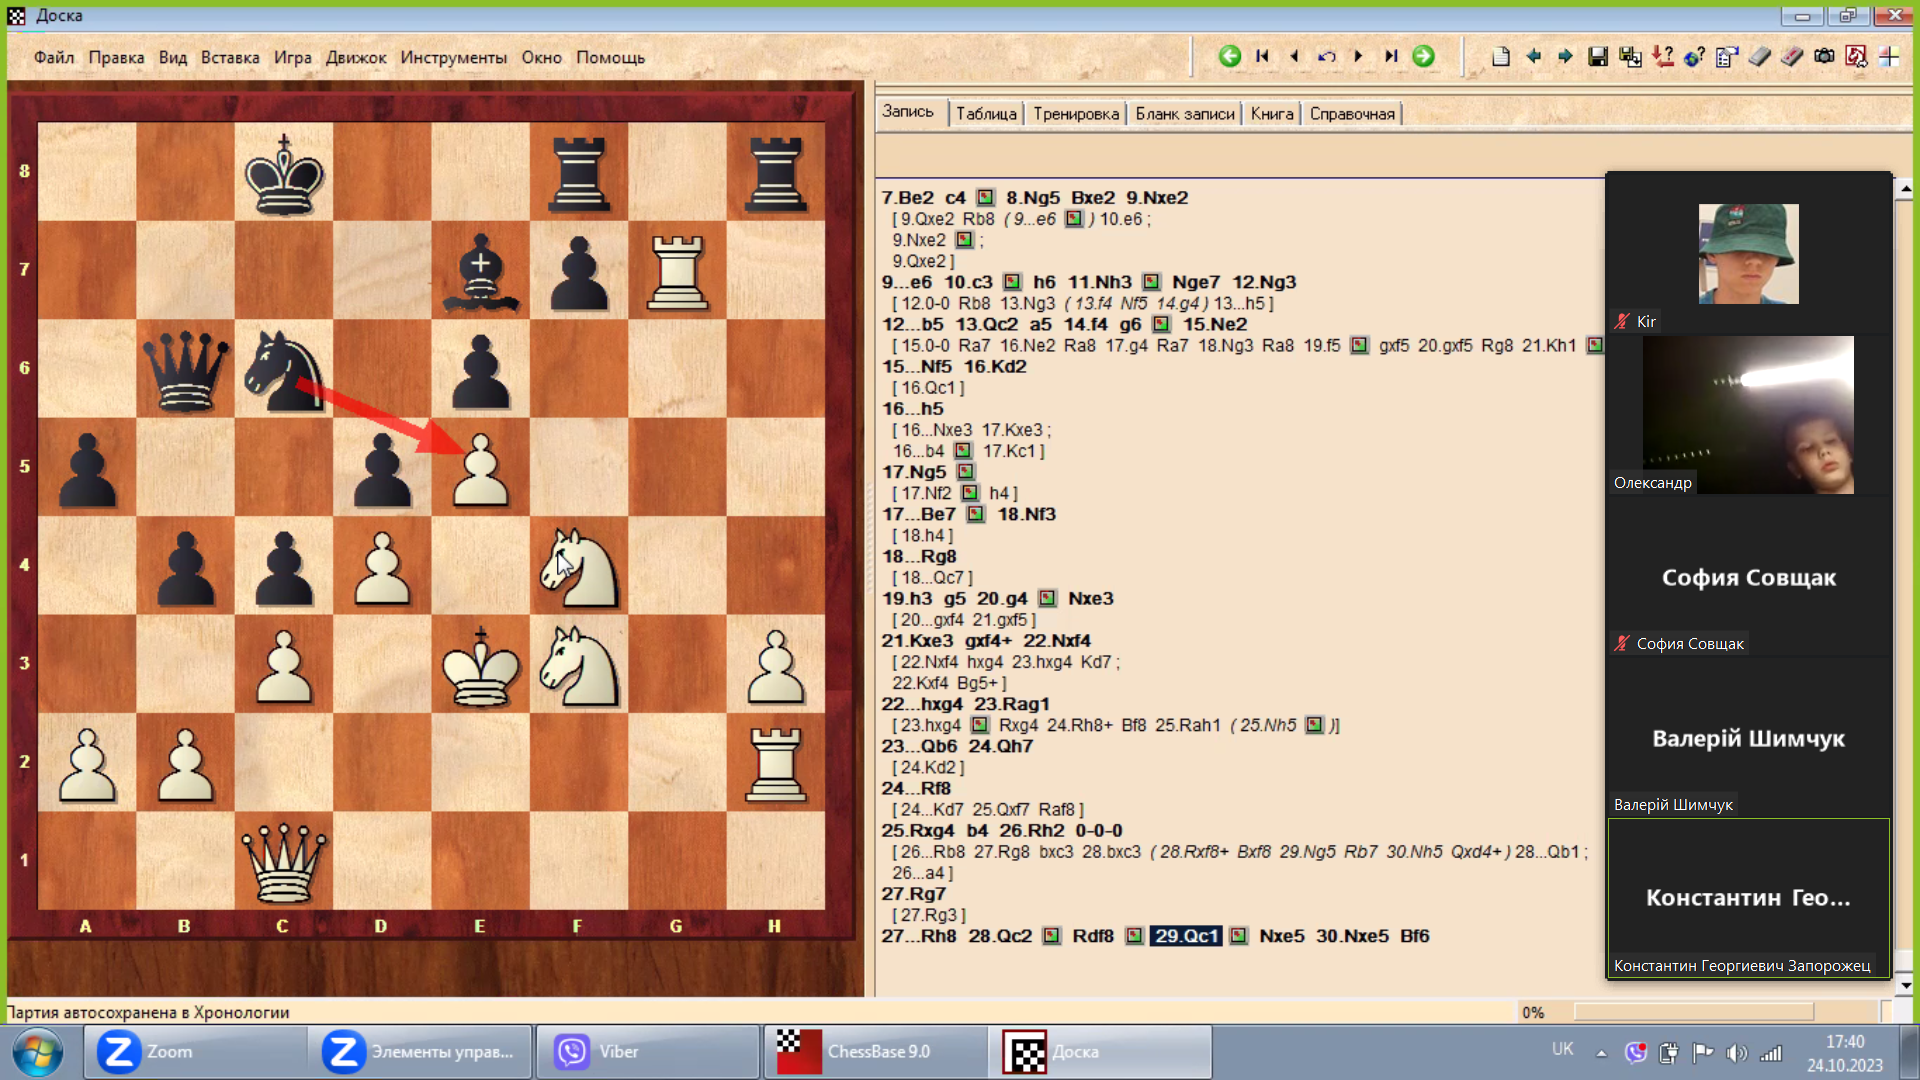 Доска
Файл Правка Вид Вставка Игра Движок Инструменты Окно Помощь
Запись Таблица Тренировка Бланк записи Книга Справочная
7.Be2 c4 8.Ng5 Bxe2 9.Nxe2
[ 9.Qxe2 Rb8 ( 9...e6 ) 10.e6 ;
9.Nxe2 ;
9.Qxe2 ]
9...e6 10.c3 h6 11.Nh3 Nge7 12.Ng3
[ 12.0-0 Rb8 13.Ng3 ( 13.f4 Nf5 14.g4 ) 13...h5 ]
12...b5 13.Qc2 a5 14.f4 g6 15.Ne2
[ 15.0-0 Ra7 16.Ne2 Ra8 17.g4 Ra7 18.Ng3 Ra8 19.f5 gxf5 20.gxf5 Rg8 21.Kh1
15...Nf5 16.Kd2
[ 16.Qc1 ]
16...h5
[ 16...Nxe3 17.Kxe3 ;
16...b4 17.Kc1 ]
17.Ng5
[ 17.Nf2 h4 ]
17...Be7 18.Nf3
[ 18.h4 ]
18...Rg8
[ 18...Qc7 ]
19.h3 g5 20.g4 Nxe3
[ 20...gxf4 21.gxf5 ]
21.Kxe3 gxf4+ 22.Nxf4
[ 22.Nxf4 hxg4 23.hxg4 Kd7 ;
22.Kxf4 Bg5+ ]
22...hxg4 23.Rag1
[ 23.hxg4 Rxg4 24.Rh8+ Bf8 25.Rah1 ( 25.Nh5 )]
23...Qb6 24.Qh7
[ 24.Kd2 ]
24...Rf8
[ 24...Kd7 25.Qxf7 Raf8 ]
25.Rxg4 b4 26.Rh2 0-0-0
[ 26...Rb8 27.Rg8 bxc3 28.bxc3 ( 28.Rxf8+ Bxf8 29.Ng5 Rb7 30.Nh5 Qxd4+ ) 28...Qb1 ;
26...a4 ]
27.Rg7
[ 27.Rg3 ]
27...Rh8 28.Qc2 Rdf8 29.Qc1 Nxe5 30.Nxe5 Bf6
8
7
6
5
4
3
2
1
A B C D E F G H
Kir
Олександр
София Совщак
София Совщак
Валерій Шимчук
Валерій Шимчук
Константин Гео...
Константин Георгиевич Запорожец
Партия автосохранена в Хронологии
0%
Zoom
Элементы управ...
Viber
ChessBase 9.0
Доска
UK
17:40
24.10.2023